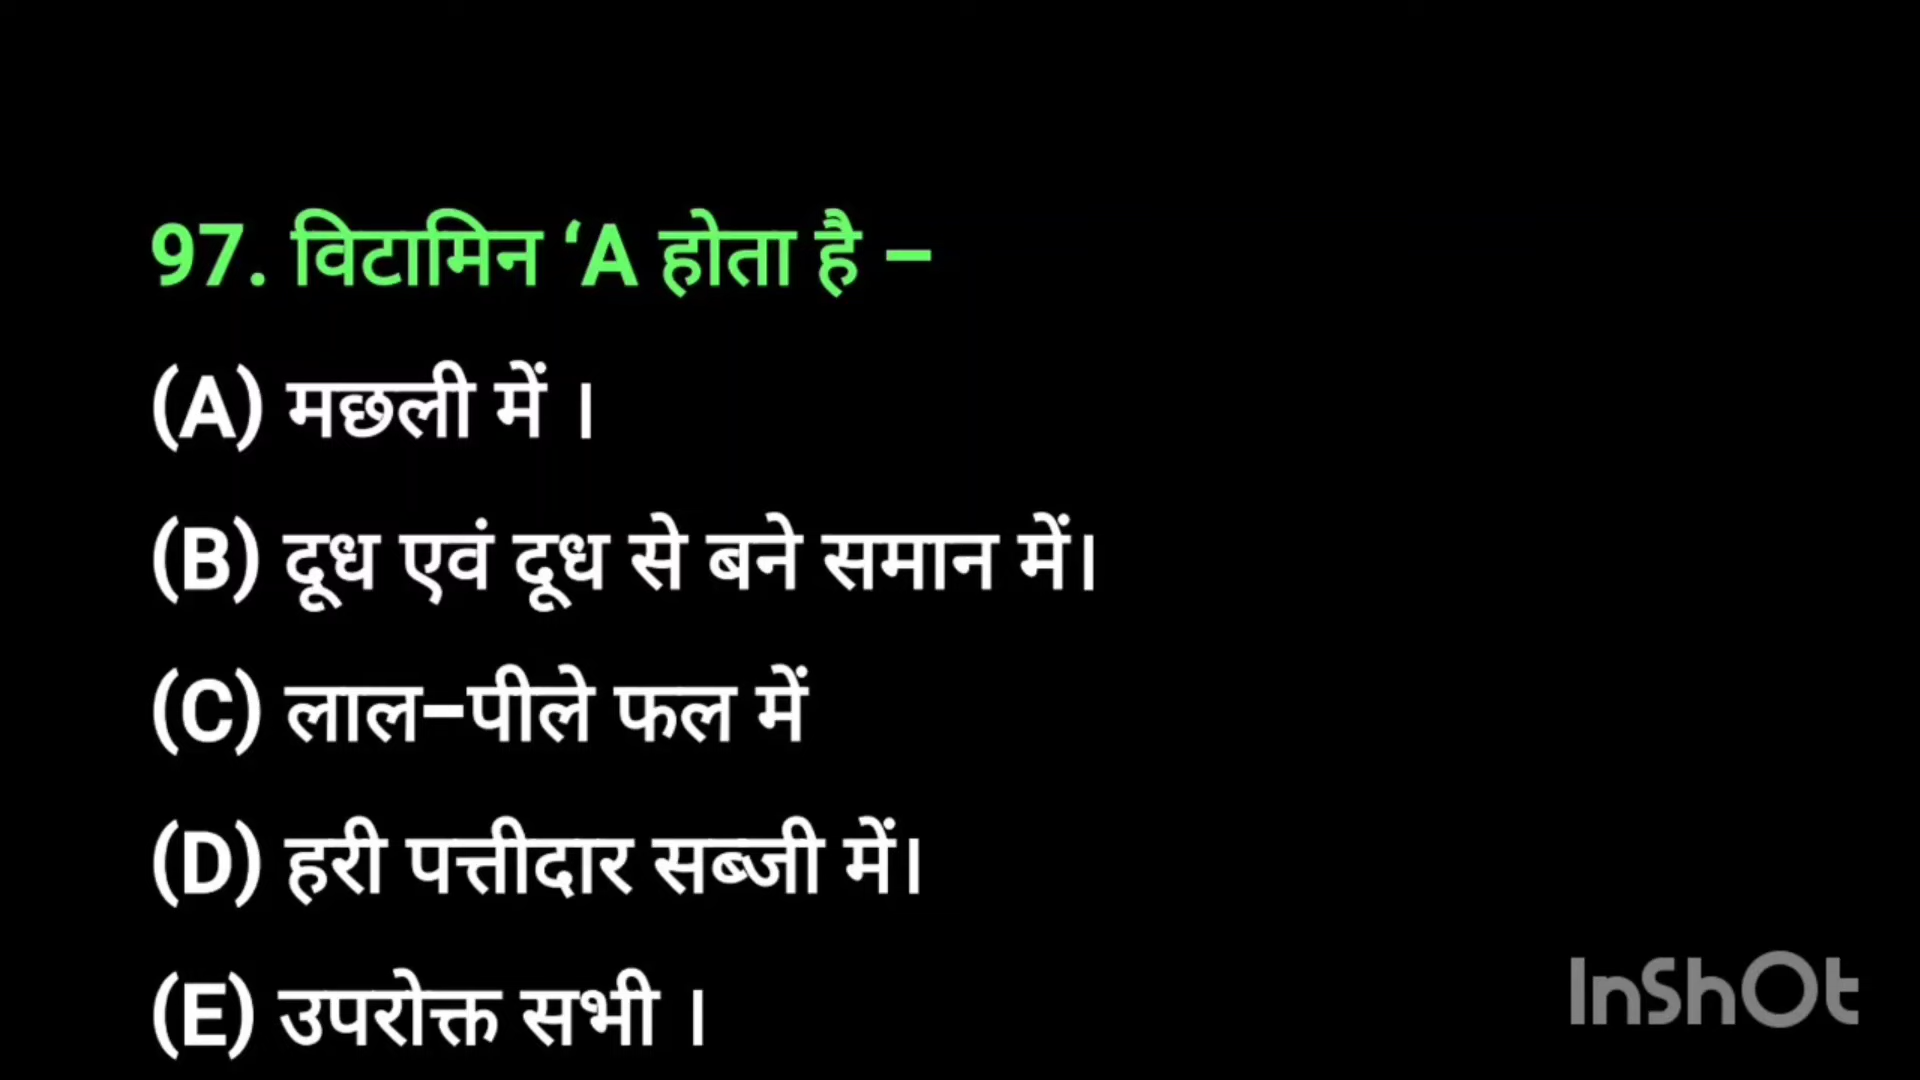 97. विटामिन ‘A होता है –
(A) मछली में ।
(B) दूध एवं दूध से बने समान में।
(C) लाल–पीले फल में
(D) हरी पत्तीदार सब्जी में।
(E) उपरोक्त सभी ।
InShOt